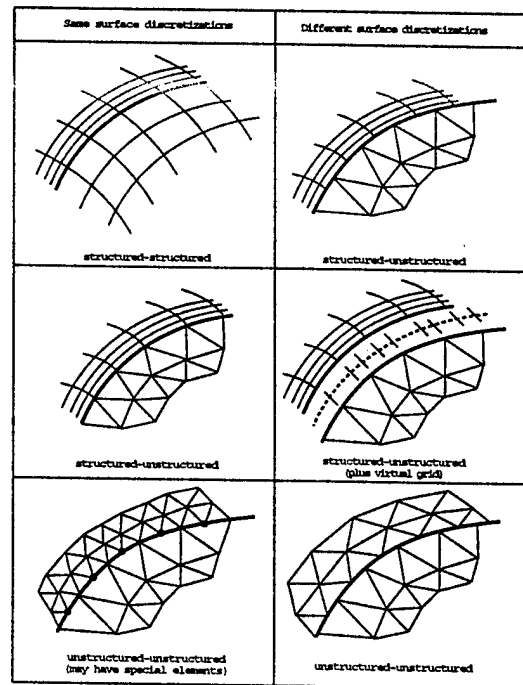 Same surface discretizations
Different surface discretizations
structured-structured
structured-unstructured
structured-unstructured
structured-unstructured
(plus virtual grid)
unstructured-unstructured
(may have special elements)
unstructured-unstructured